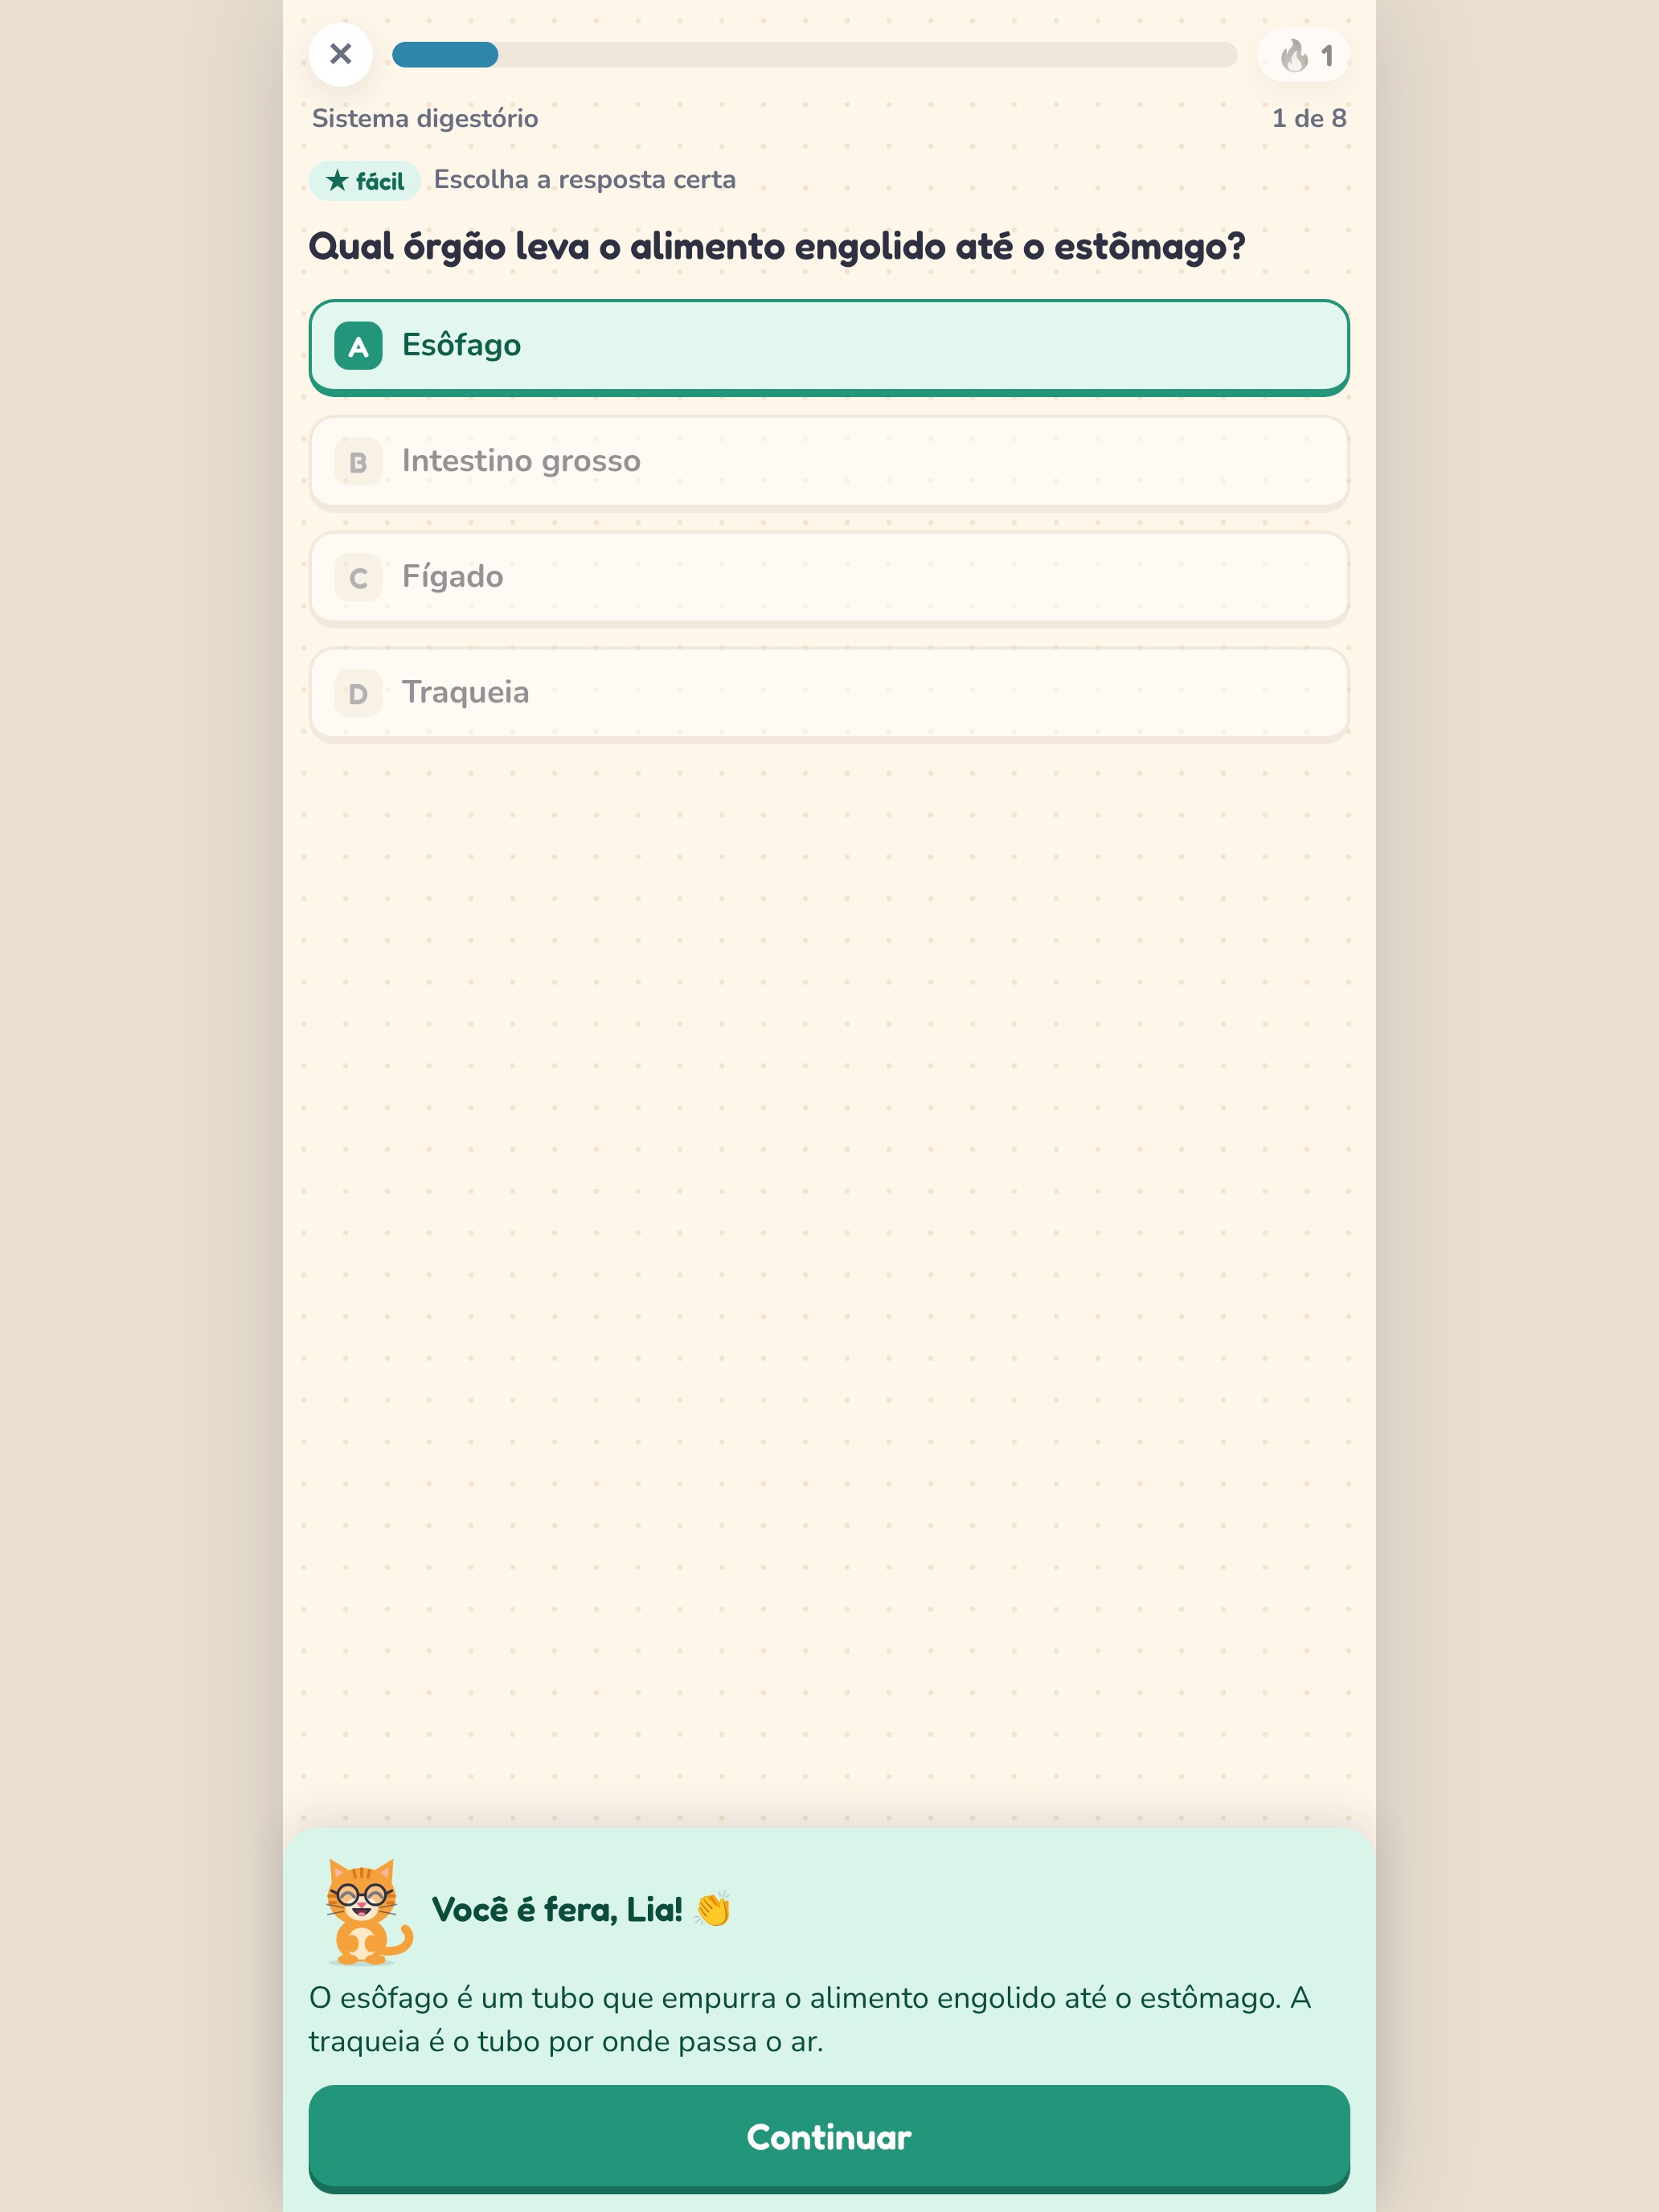 ✕
🔥 1
Sistema digestório
1 de 8
★ fácil
Escolha a resposta certa
Qual órgão leva o alimento engolido até o estômago?
A Esôfago
B Intestino grosso
C Fígado
D Traqueia
Você é fera, Lia! 👏
O esôfago é um tubo que empurra o alimento engolido até o estômago. A
traqueia é o tubo por onde passa o ar.
Continuar